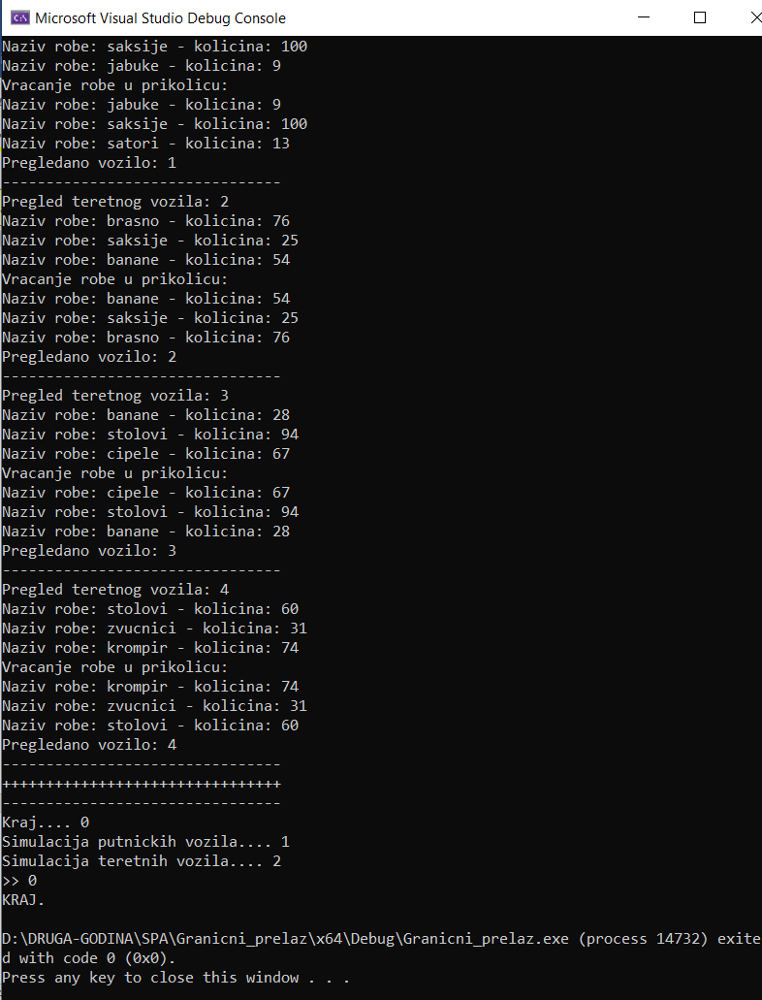 Microsoft Visual Studio Debug Console
Naziv robe: saksije - kolicina: 100
Naziv robe: jabuke - kolicina: 9
Vracanje robe u prikolicu:
Naziv robe: jabuke - kolicina: 9
Naziv robe: saksije - kolicina: 100
Naziv robe: satori - kolicina: 13
Pregledano vozilo: 1
--------------------------------
Pregled teretnog vozila: 2
Naziv robe: brasno - kolicina: 76
Naziv robe: saksije - kolicina: 25
Naziv robe: banane - kolicina: 54
Vracanje robe u prikolicu:
Naziv robe: banane - kolicina: 54
Naziv robe: saksije - kolicina: 25
Naziv robe: brasno - kolicina: 76
Pregledano vozilo: 2
--------------------------------
Pregled teretnog vozila: 3
Naziv robe: banane - kolicina: 28
Naziv robe: stolovi - kolicina: 94
Naziv robe: cipele - kolicina: 67
Vracanje robe u prikolicu:
Naziv robe: cipele - kolicina: 67
Naziv robe: stolovi - kolicina: 94
Naziv robe: banane - kolicina: 28
Pregledano vozilo: 3
--------------------------------
Pregled teretnog vozila: 4
Naziv robe: stolovi - kolicina: 60
Naziv robe: zvucnici - kolicina: 31
Naziv robe: krompir - kolicina: 74
Vracanje robe u prikolicu:
Naziv robe: krompir - kolicina: 74
Naziv robe: zvucnici - kolicina: 31
Naziv robe: stolovi - kolicina: 60
Pregledano vozilo: 4
--------------------------------
++++++++++++++++++++++++++++++++
--------------------------------
Kraj.... 0
Simulacija putnickih vozila.... 1
Simulacija teretnih vozila.... 2
>> 0
KRAJ.
D:\DRUGA-GODINA\SPA\Granicni_prelaz\x64\Debug\Granicni_prelaz.exe (process 14732) exite
d with code 0 (0x0).
Press any key to close this window . . .